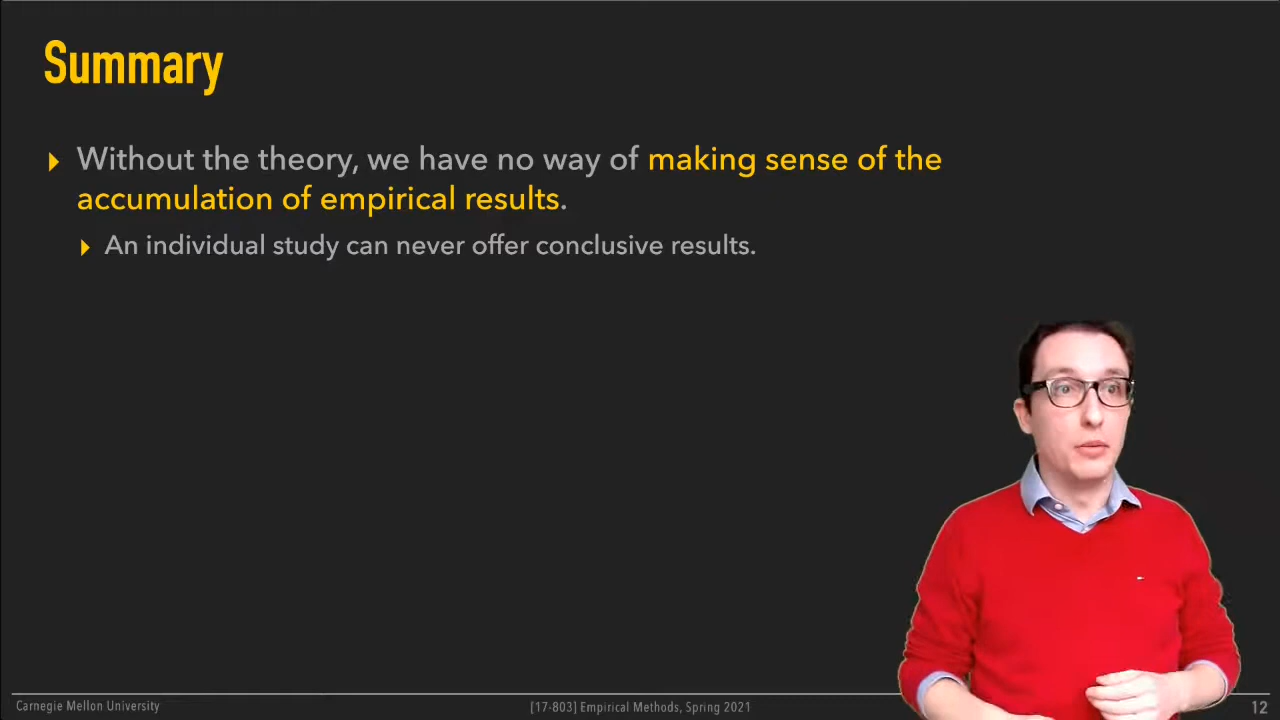 Summary
Without the theory, we have no way of making sense of the
accumulation of empirical results.
An individual study can never offer conclusive results.
Carnegie Mellon University
[17-803] Empirical Methods, Spring 2021
12